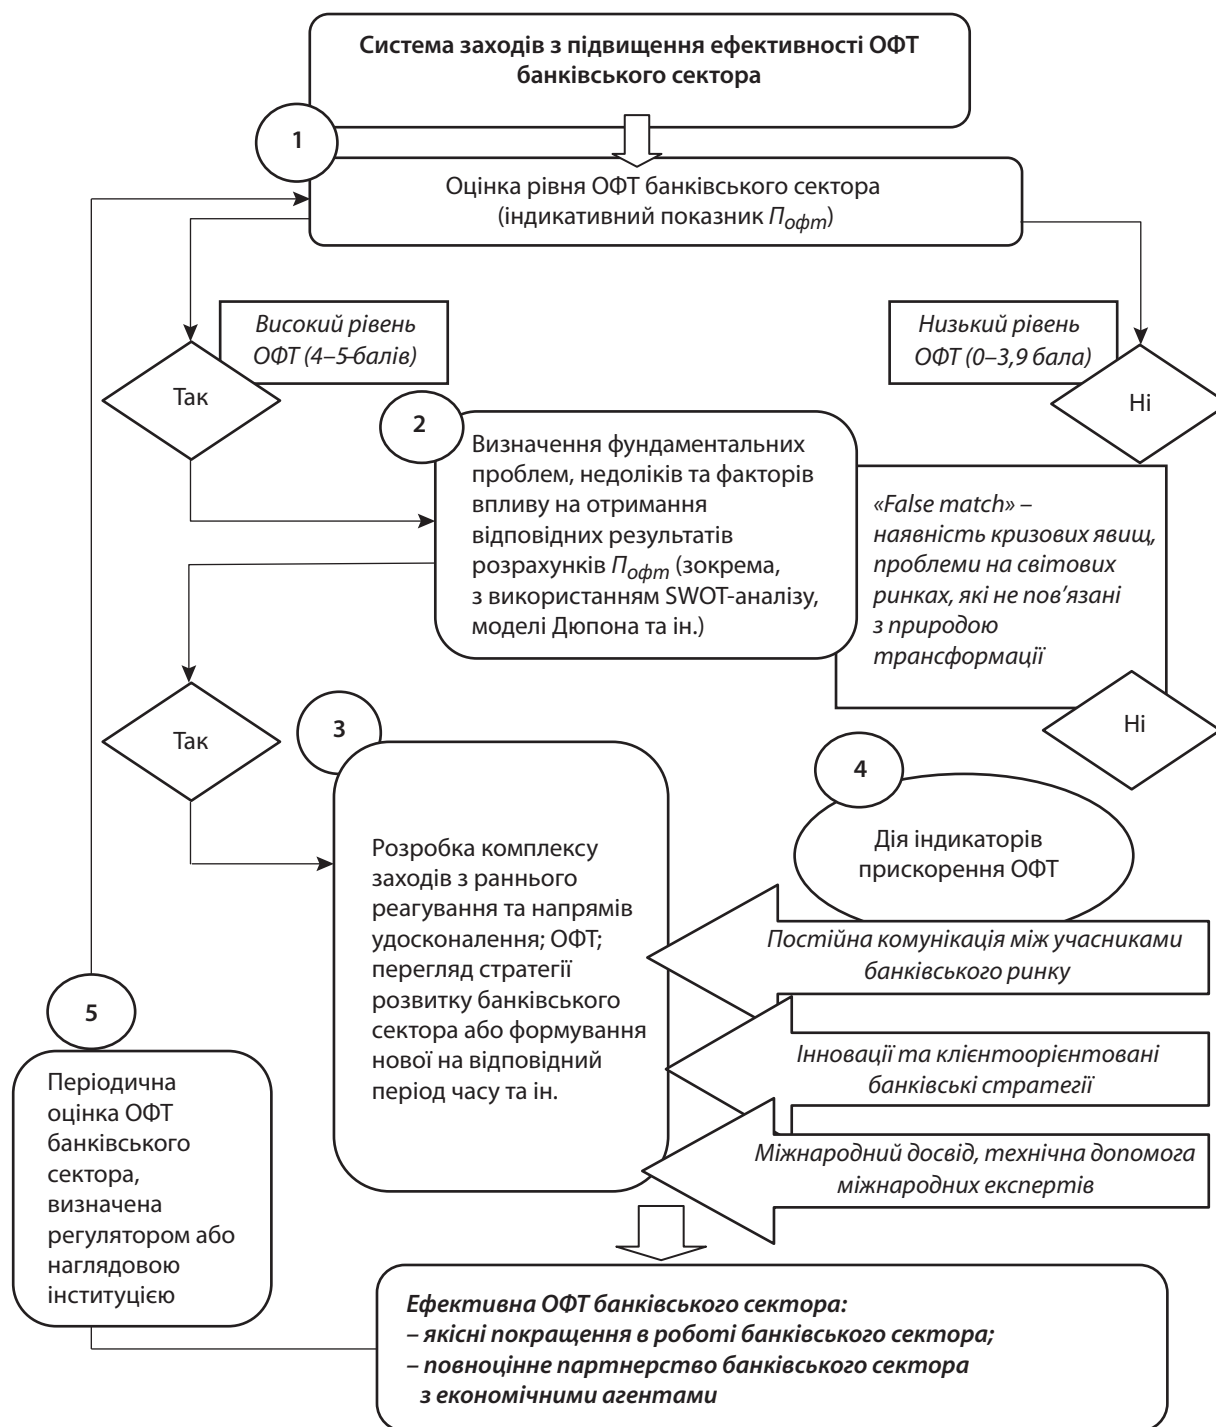 Система заходів з підвищення ефективності ОФТ
банківського сектора
1
Оцінка рівня ОФТ банківського сектора
(індикативний показник Пофт)
Високий рівень
ОФТ (4–5 балів)
Низький рівень
ОФТ (0–3,9 бала)
Так
Ні
2
Визначення фундаментальних
проблем, недоліків та факторів
впливу на отримання
відповідних результатів
розрахунків Пофт (зокрема,
з використанням SWOT-аналізу,
моделі Дюпона та ін.)
«False match» –
наявність кризових явищ,
проблеми на світових
ринках, які не пов’язані
з природою
трансформації
Так
Ні
3
Розробка комплексу
заходів з раннього
реагування та напрямів
удосконалення; ОФТ;
перегляд стратегії
розвитку банківського
сектора або формування
нової на відповідний
період часу та ін.
4
Дія індикаторів
прискорення ОФТ
Постійна комунікація між учасниками
банківського ринку
Інновації та клієнтоорієнтовані
банківські стратегії
Міжнародний досвід, технічна допомога
міжнародних експертів
5
Періодична
оцінка ОФТ
банківського
сектора,
визначена
регулятором або
наглядовою
інституцією
Ефективна ОФТ банківського сектора:
– якісні покращення в роботі банківського сектора;
– повноцінне партнерство банківського сектора
з економічними агентами